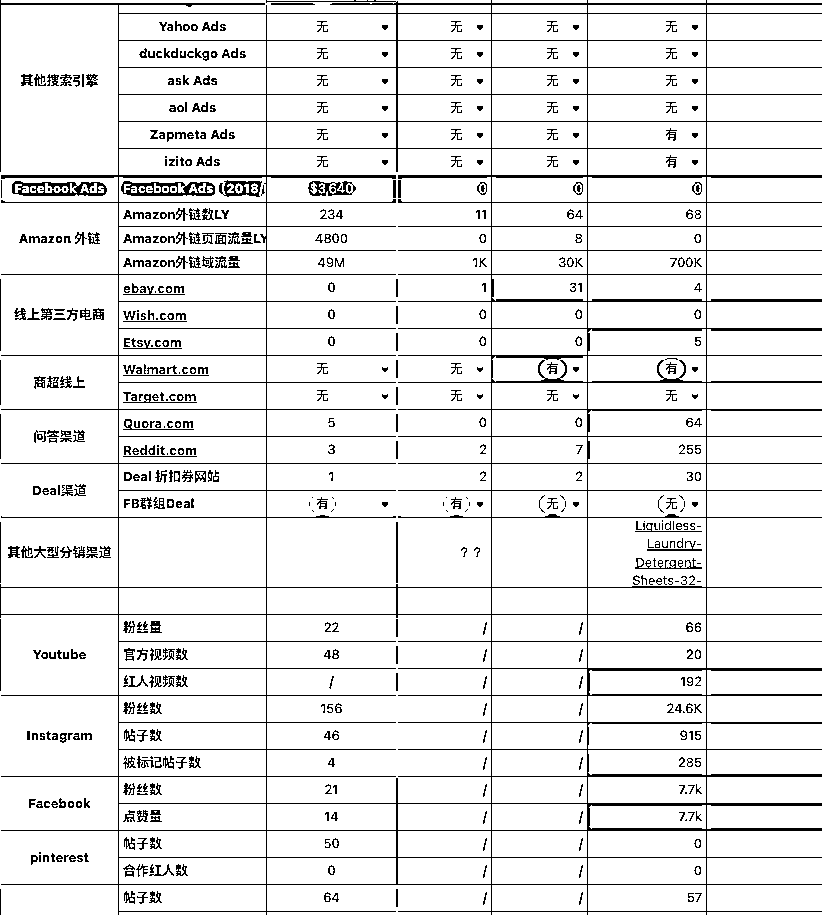 Yahoo Ads 无 无 无 无
duckduckgo Ads 无 无 无 无
其他搜索引擎 ask Ads 无 无 无 无
aol Ads 无 无 无 无
Zapmeta Ads 无 无 无 有
izito Ads 无 无 无 有
Facebook Ads Facebook Ads (2018/ $3,640 0 0 0
Amazon外链数LY 234 11 64 68
Amazon 外链 Amazon外链页面流量LY 4800 0 8 0
Amazon外链域流量 49M 1K 30K 700K
ebay.com 0 1 31 4
线上第三方电商 Wish.com 0 0 0 0
Etsy.com 0 0 0 5
商超线上 Walmart.com 无 无 有 有
Target.com 无 无 无 无
问答渠道 Quora.com 5 0 0 64
Reddit.com 3 2 7 255
Deal渠道 Deal 折扣券网站 1 2 2 30
FB群组Deal 有 有 无 无
其他大型分销渠道 ？？ Liquidless-
Laundry-
Detergent-
Sheets-32-
粉丝量 22 / / 66
Youtube 官方视频数 48 / / 20
红人视频数 / / / 192
粉丝数 156 / / 24.6K
Instagram 帖子数 46 / / 915
被标记帖子数 4 / / 285
Facebook 粉丝数 21 / / 7.7k
点赞量 14 / / 7.7k
pinterest 帖子数 50 / / 0
合作红人数 0 / / 0
帖子数 64 / / 57